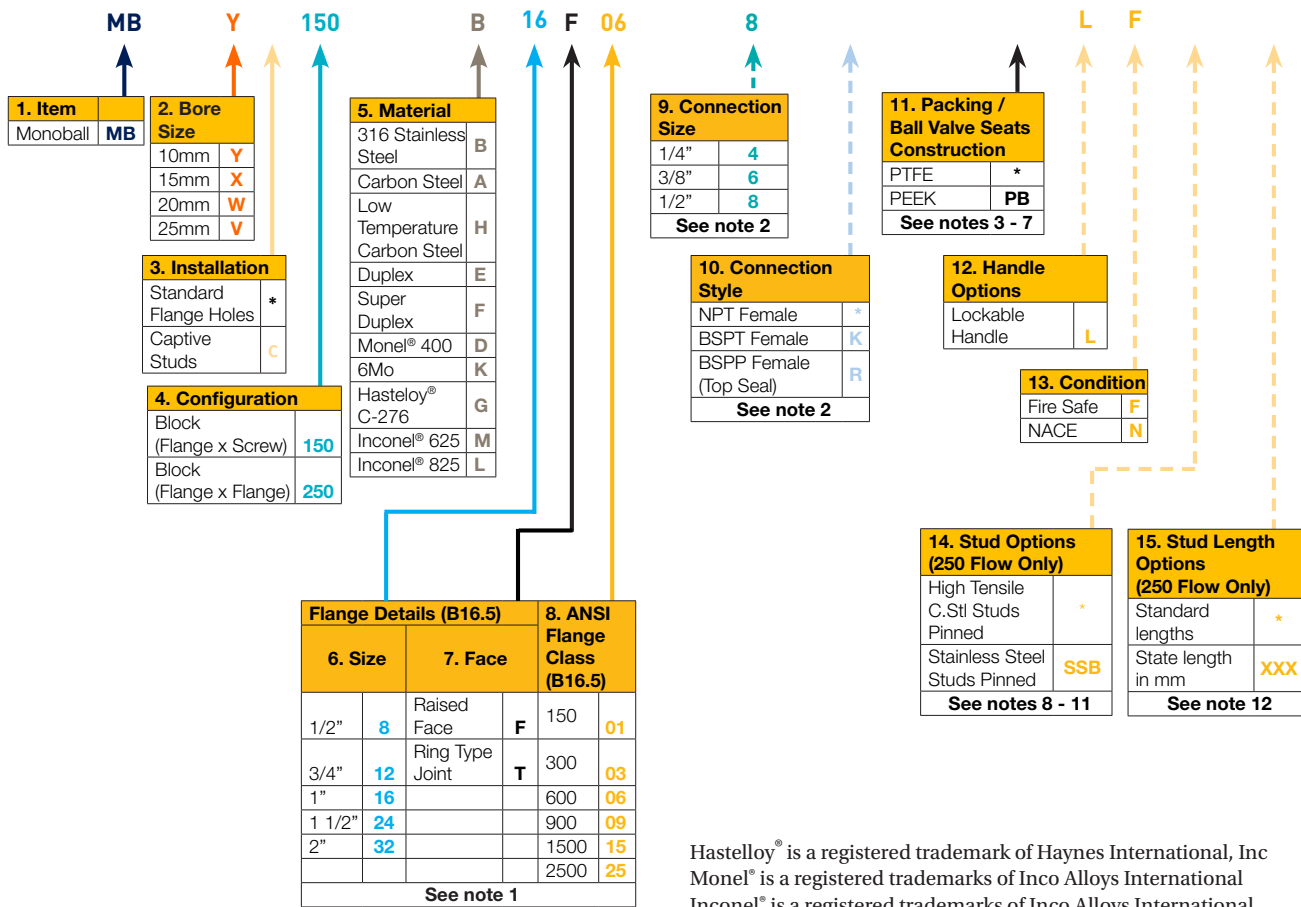 MB Y 150 B 16 F 06 8 L F
1. Item
Monoball MB
2. Bore
Size
10mm Y
15mm X
20mm W
25mm V
3. Installation
Standard
Flange Holes *
Captive
Studs C
4. Configuration
Block
(Flange x Screw) 150
Block
(Flange x Flange) 250
5. Material
316 Stainless
Steel B
Carbon Steel A
Low
Temperature
Carbon Steel H
Duplex E
Super
Duplex F
Monel® 400 D
6Mo K
Hasteloy®
C-276 G
Inconel® 625 M
Inconel® 825 L
Flange Details (B16.5)
6. Size 7. Face
8. ANSI
Flange
Class
(B16.5)
1/2” 8 Raised
Face F 150 01
3/4” 12 Ring Type
Joint T 300 03
1” 16 600 06
1 1/2” 24 900 09
2” 32 1500 15
2500 25
See note 1
9. Connection
Size
1/4” 4
3/8” 6
1/2” 8
See note 2
10. Connection
Style
NPT Female *
BSPT Female K
BSPP Female
(Top Seal) R
See note 2
11. Packing /
Ball Valve Seats
Construction
PTFE *
PEEK PB
See notes 3 - 7
12. Handle
Options
Lockable
Handle L
13. Condition
Fire Safe F
NACE N
14. Stud Options
(250 Flow Only)
High Tensile
C.Stl Studs
Pinned *
Stainless Steel
Studs Pinned SSB
See notes 8 - 11
15. Stud Length
Options
(250 Flow Only)
Standard
lengths *
State length
in mm XXX
See note 12
Hastelloy® is a registered trademark of Haynes International, Inc
Monel® is a registered trademarks of Inco Alloys International
Inconel® is a registered trademarks of Inco Alloys International